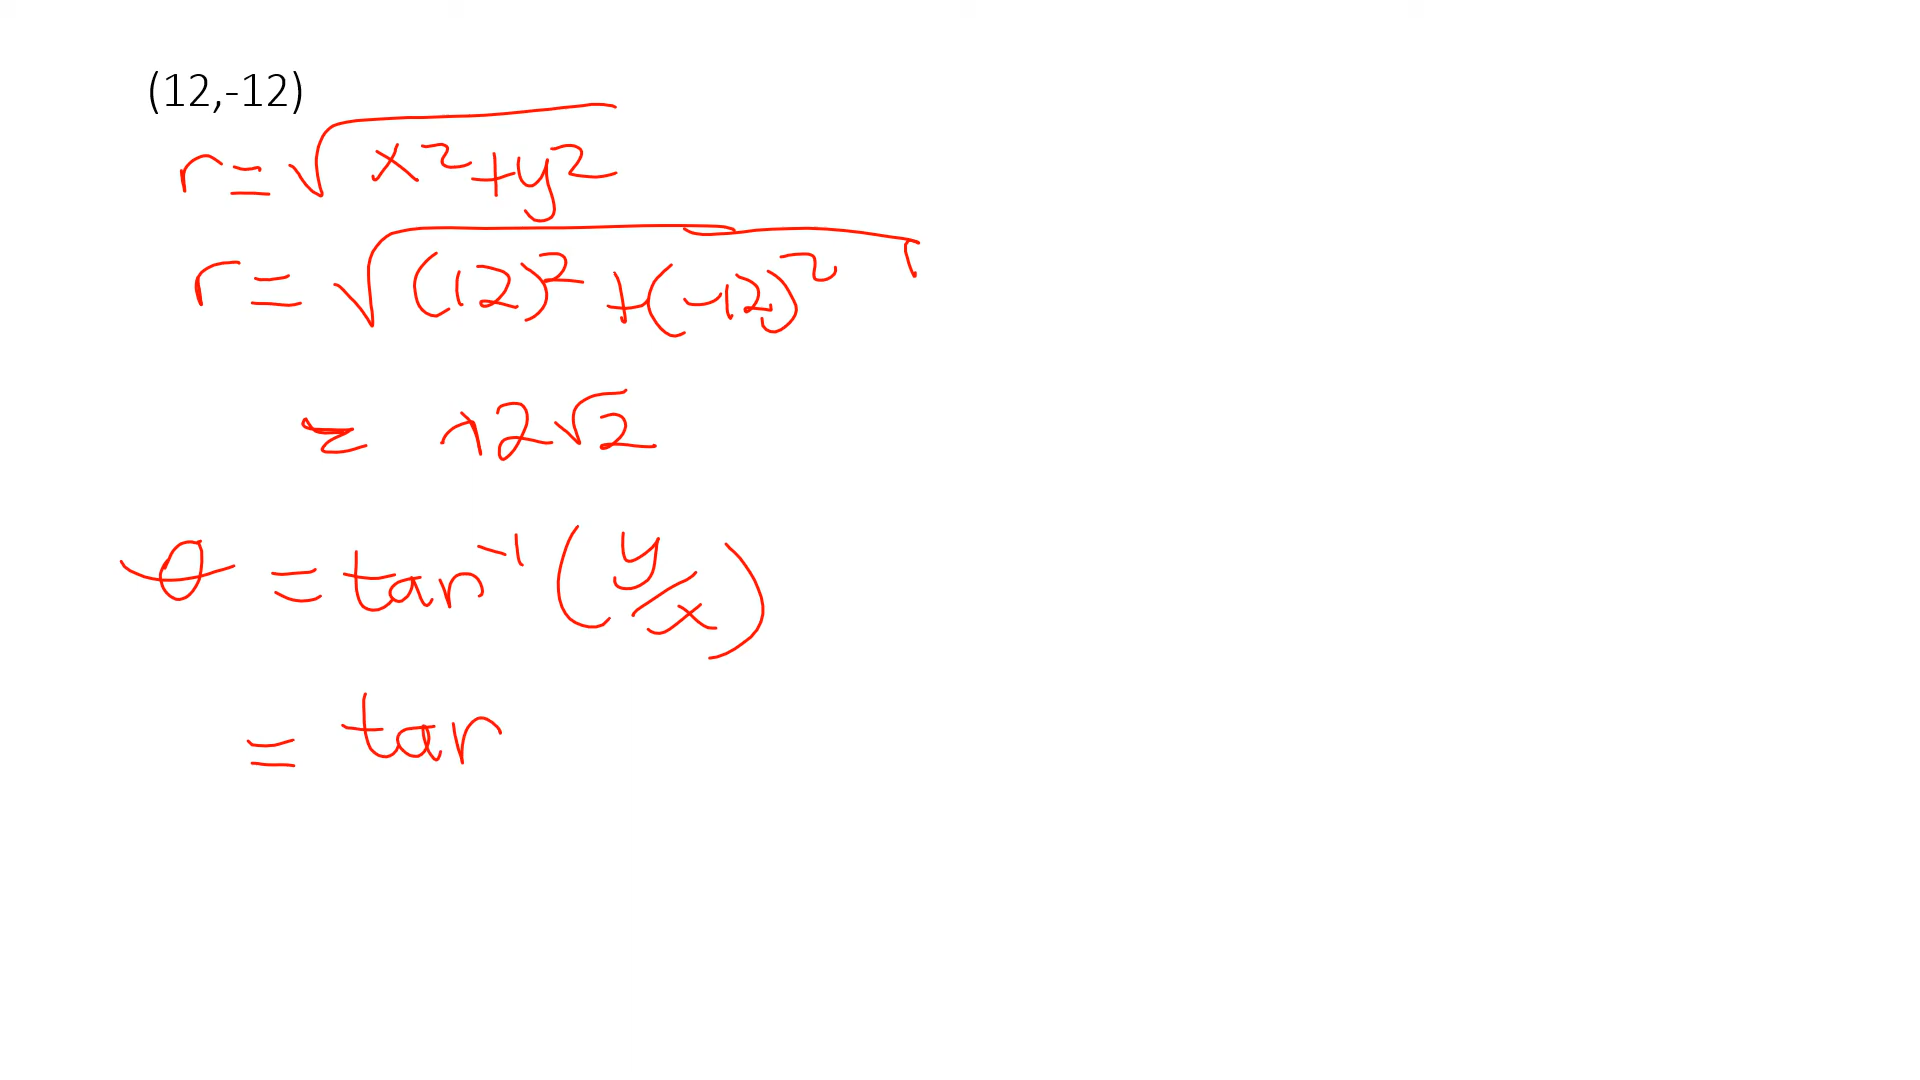 (12,-12)
r = √x²+y²
r = √(12)² + (-12)²
= 12√2
θ = tan⁻¹ (y/x)
= tan